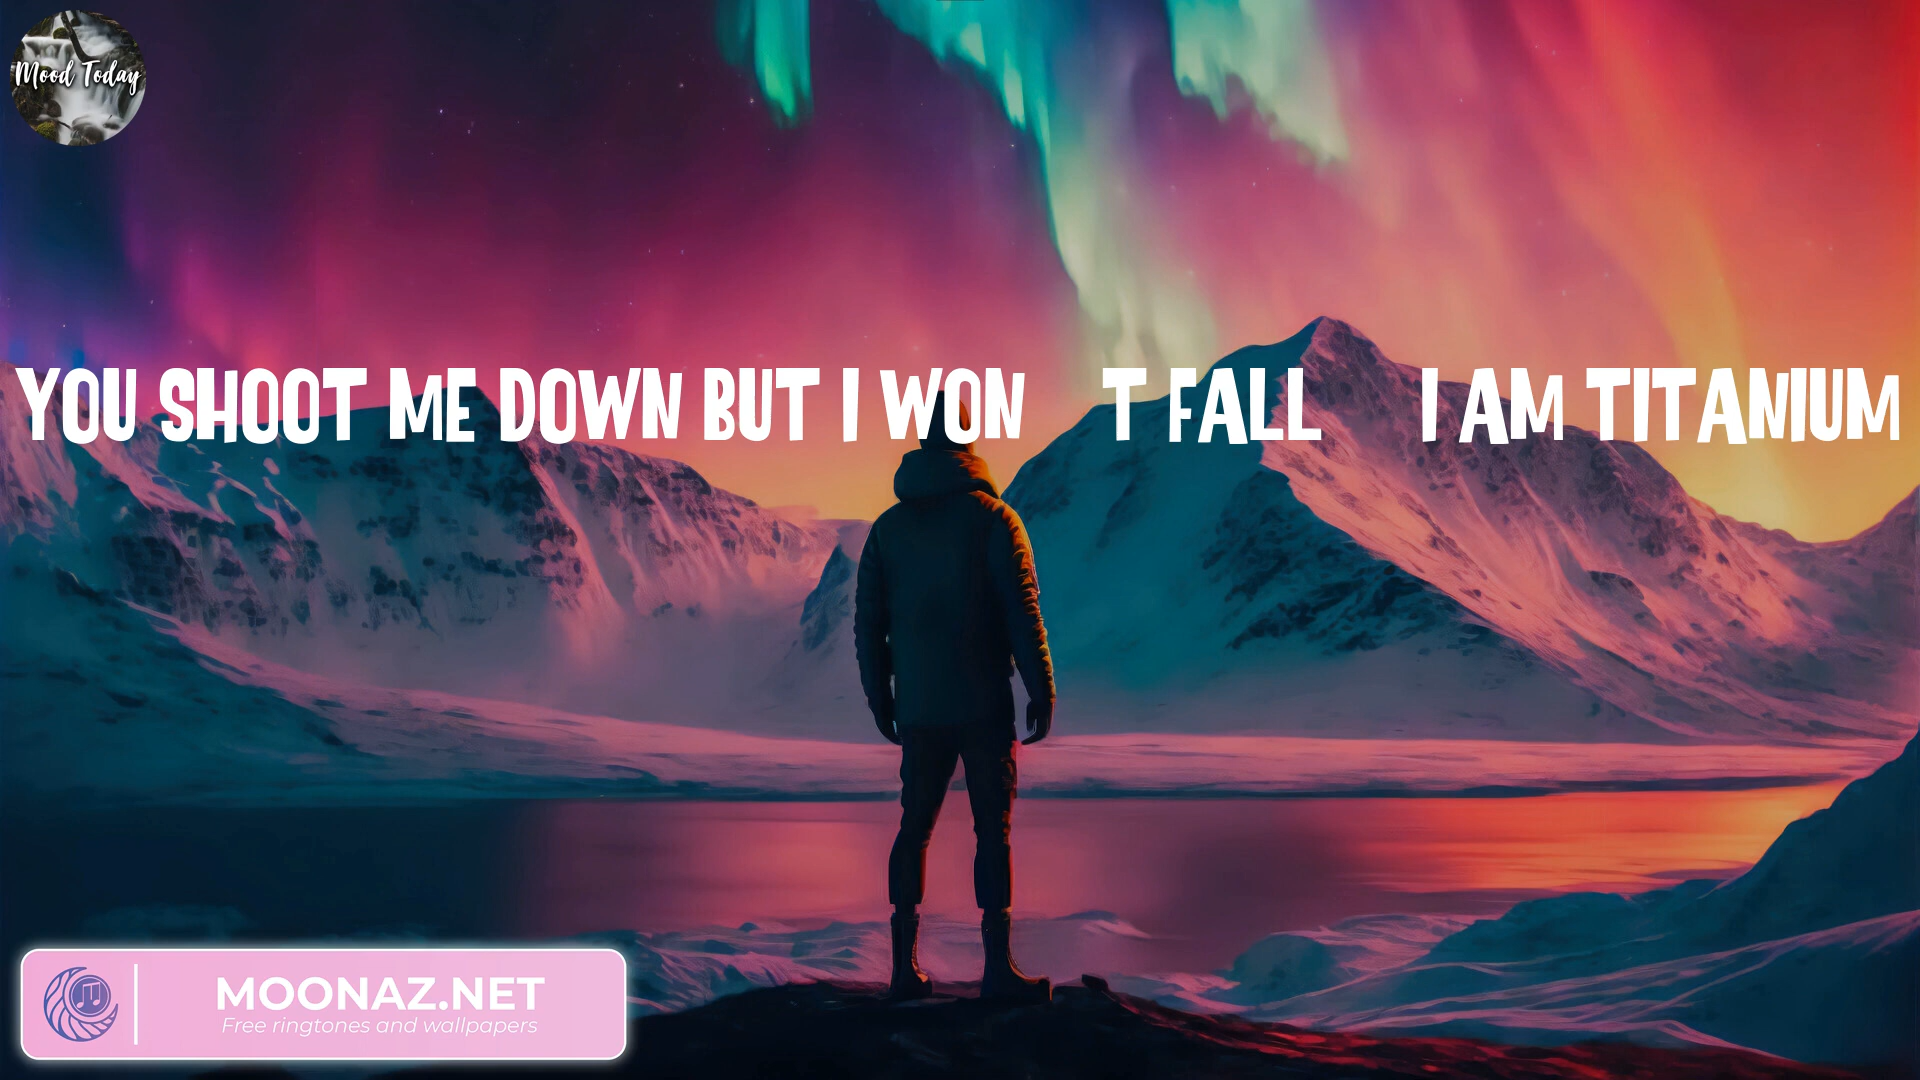 Mood Today
YOU SHOOT ME DOWN BUT I WON T FALL I AM TITANIUM
MOONAZ.NET
Free ringtones and wallpapers